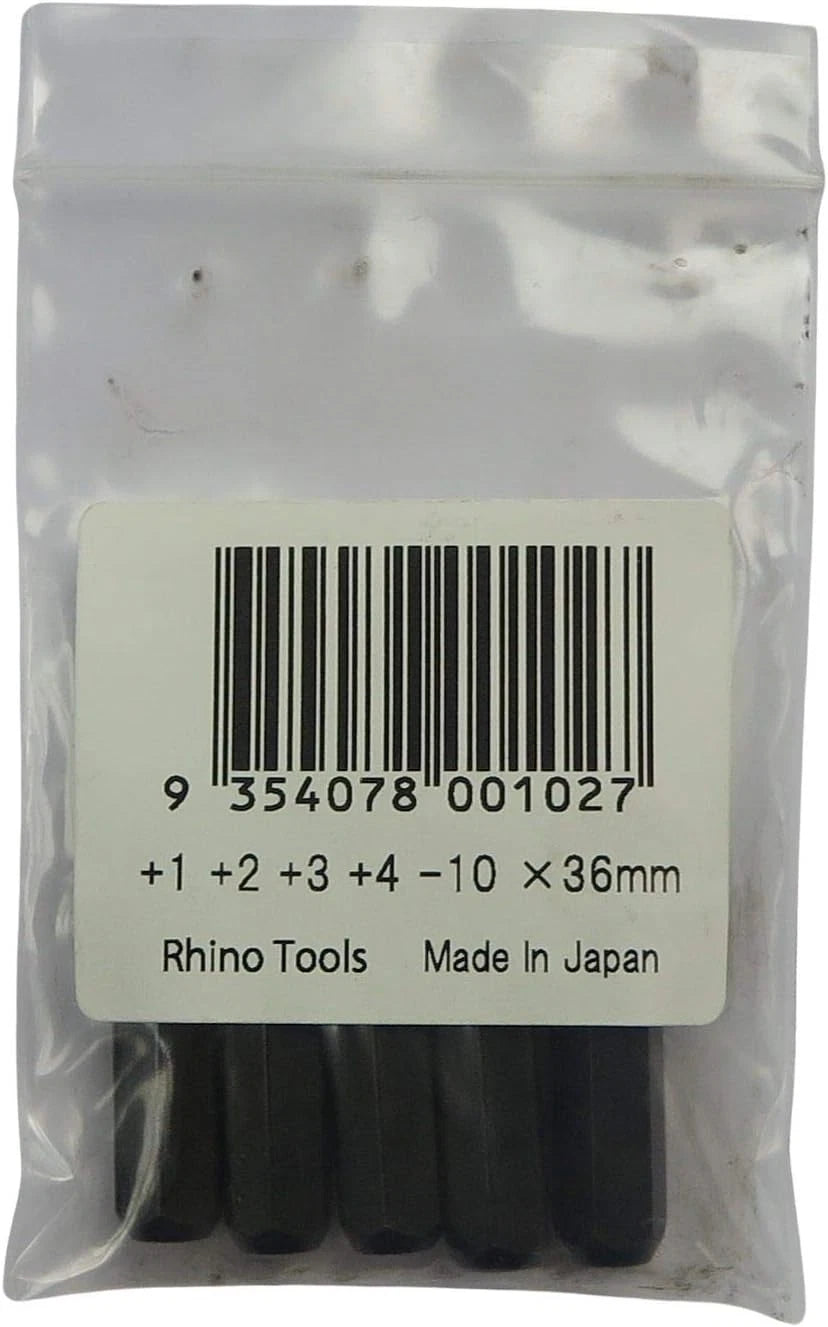 9 354078 001027
+1 +2 +3 +4 -10 ×36mm
Rhino Tools Made In Japan